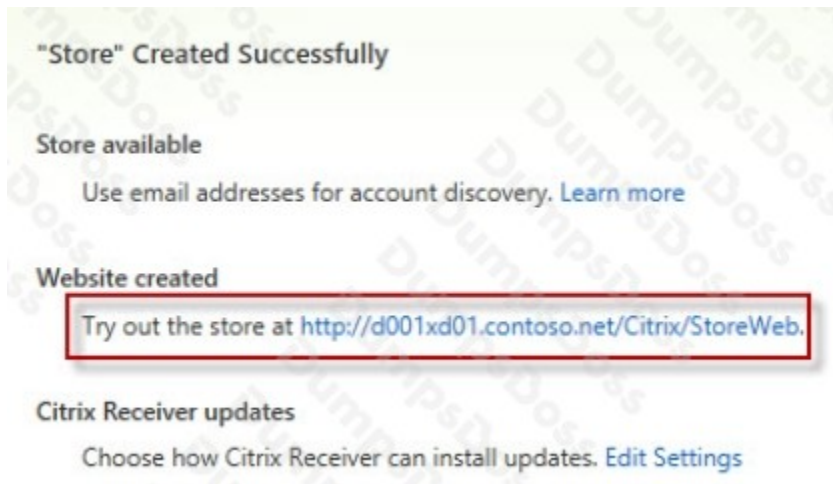 "Store" Created Successfully
Store available
Use email addresses for account discovery. Learn more
Website created
Try out the store at http://d001xd01.contoso.net/Citrix/StoreWeb.
Citrix Receiver updates
Choose how Citrix Receiver can install updates. Edit Settings
DumpsDoss